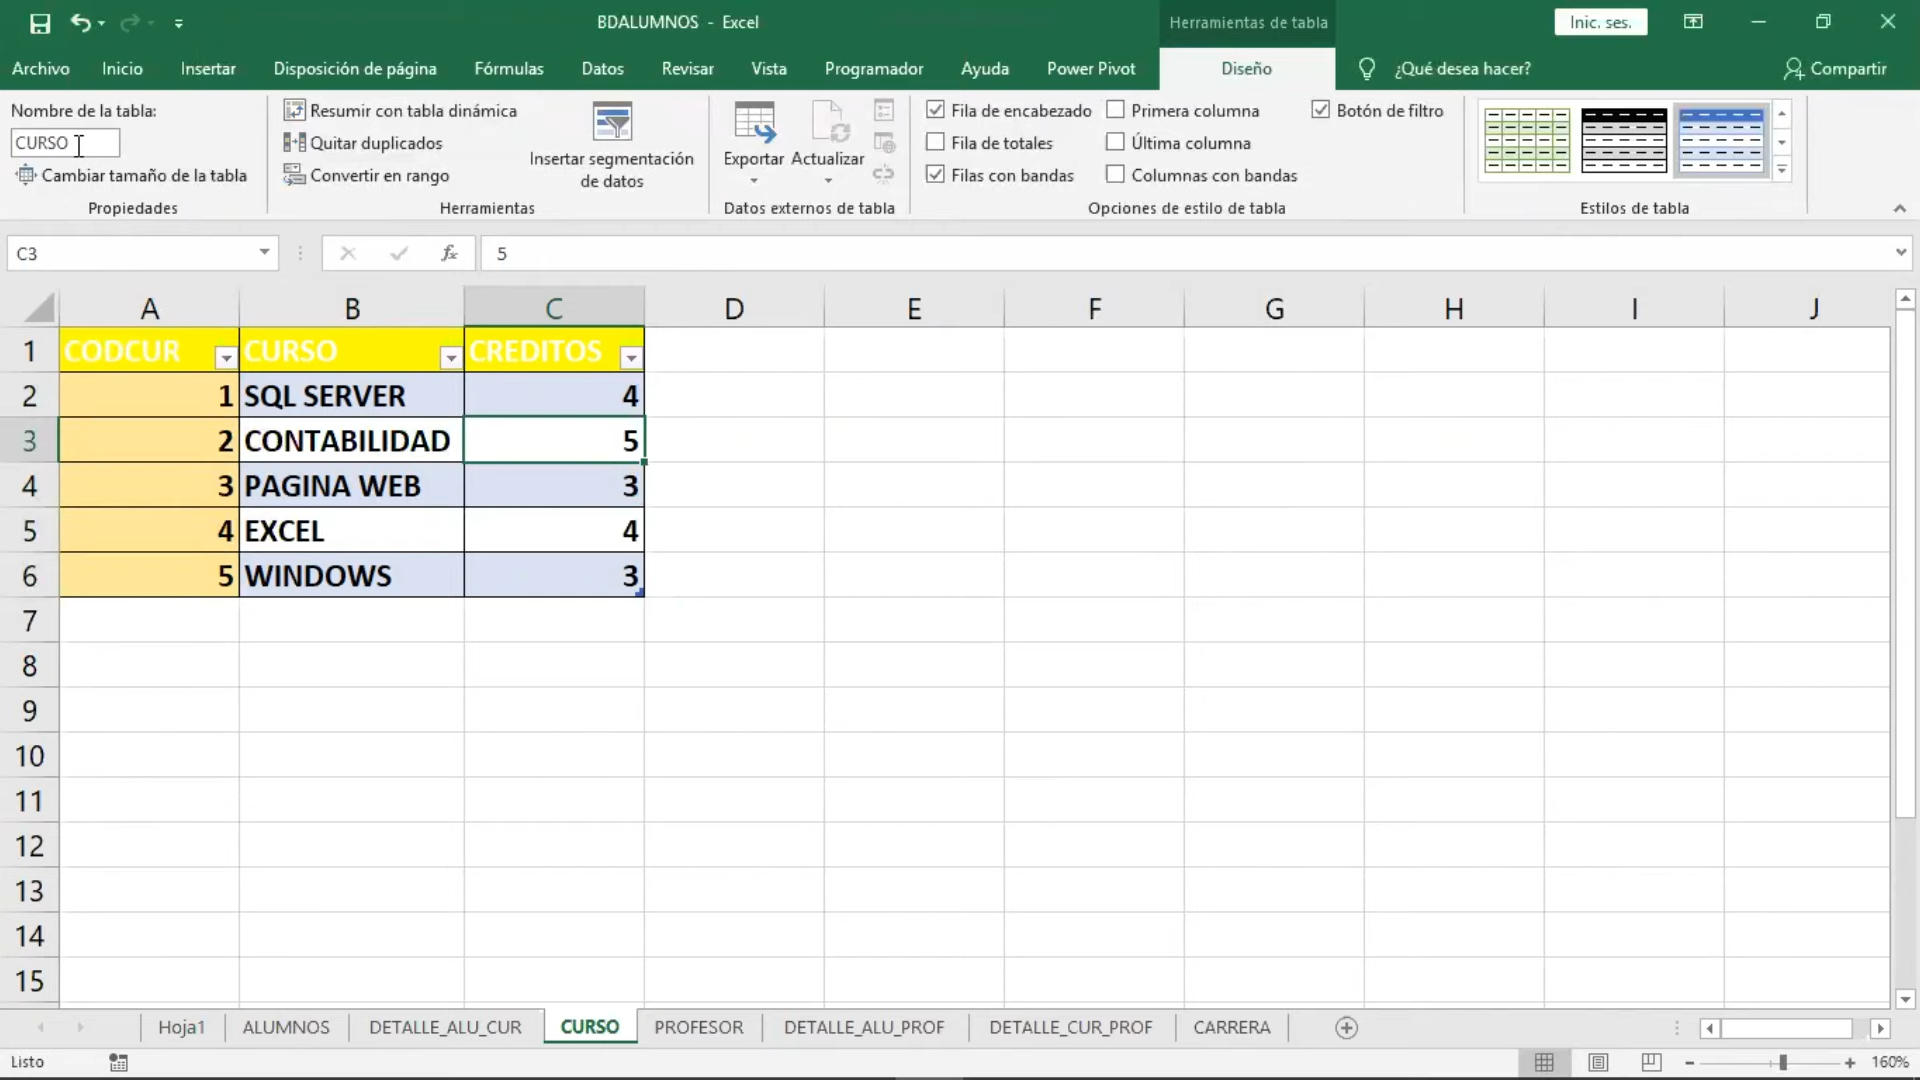 BDALUMNOS - Excel
Herramientas de tabla
Inic. ses.
Archivo Inicio Insertar Disposición de página Fórmulas Datos Revisar Vista Programador Ayuda Power Pivot Diseño ¿Qué desea hacer? Compartir
Nombre de la tabla:
CURSO
Cambiar tamaño de la tabla
Propiedades
Resumir con tabla dinámica
Quitar duplicados
Convertir en rango
Insertar segmentación
de datos
Herramientas
Exportar Actualizar
Datos externos de tabla
Fila de encabezado Primera columna Botón de filtro
Fila de totales Última columna
Filas con bandas Columnas con bandas
Opciones de estilo de tabla
Estilos de tabla
C3 fx 5
A B C D E F G H I J
1 CODCUR CURSO CREDITOS
2 1 SQL SERVER 4
3 2 CONTABILIDAD 5
4 3 PAGINA WEB 3
5 4 EXCEL 4
6 5 WINDOWS 3
7
8
9
10
11
12
13
14
15
Hoja1 ALUMNOS DETALLE_ALU_CUR CURSO PROFESOR DETALLE_ALU_PROF DETALLE_CUR_PROF CARRERA
Listo 160%